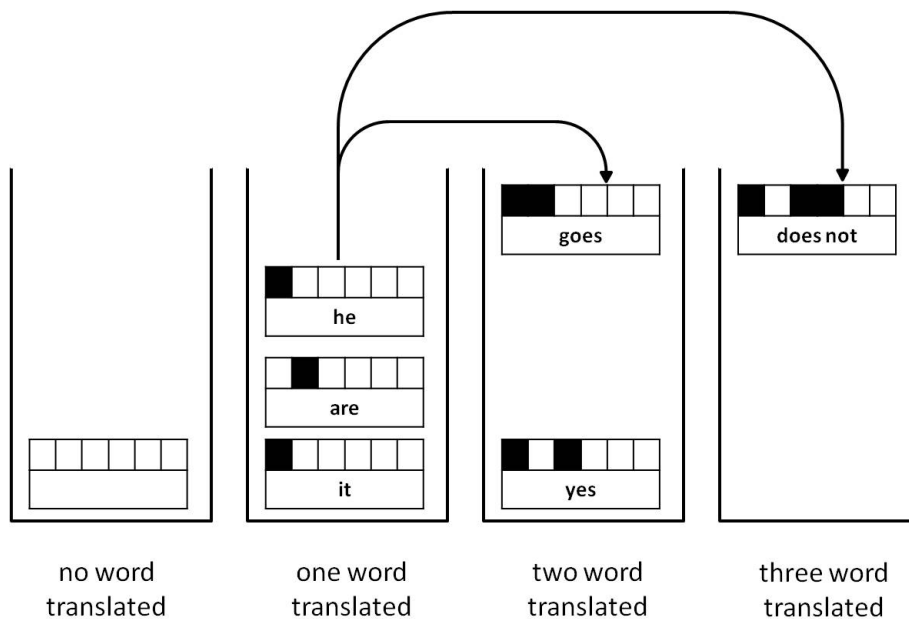 goes
does not
he
are
it
yes
no word
translated
one word
translated
two word
translated
three word
translated